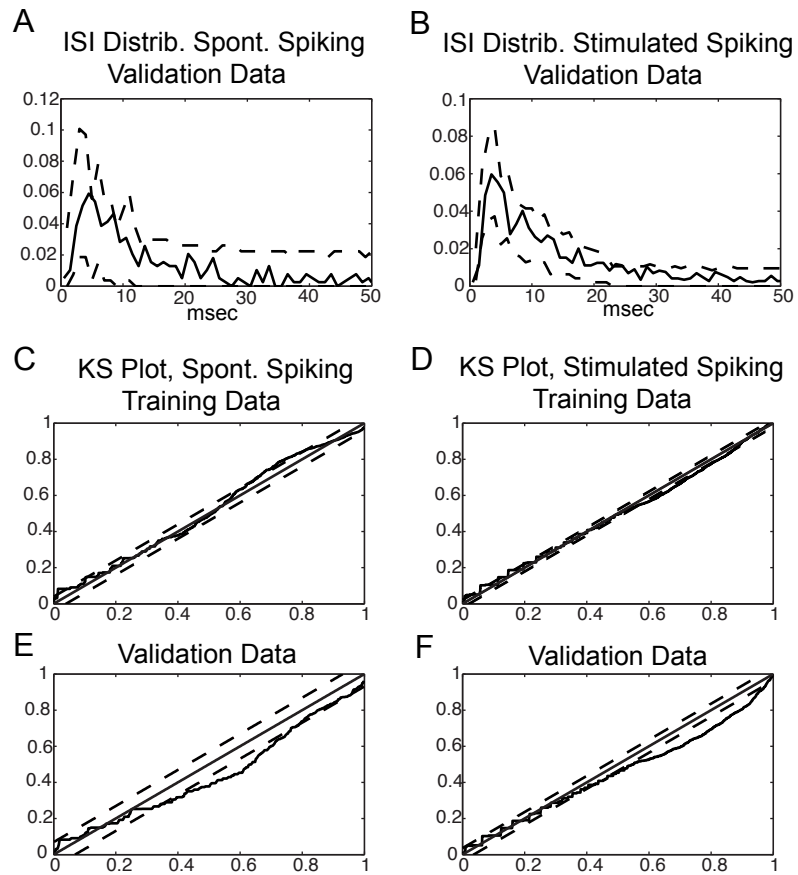 A
ISI Distrib. Spont. Spiking
Validation Data
0.12
0.1
0.08
0.06
0.04
0.02
0
0 10 20 30 40 50
msec
B
ISI Distrib. Stimulated Spiking
Validation Data
0.1
0.08
0.06
0.04
0.02
0
0 10 20 30 40 50
msec
C
KS Plot, Spont. Spiking
Training Data
1
0.8
0.6
0.4
0.2
0
0 0.2 0.4 0.6 0.8 1
D
KS Plot, Stimulated Spiking
Training Data
1
0.8
0.6
0.4
0.2
0
0 0.2 0.4 0.6 0.8 1
E
Validation Data
1
0.8
0.6
0.4
0.2
0
0 0.2 0.4 0.6 0.8 1
F
Validation Data
1
0.8
0.6
0.4
0.2
0
0 0.2 0.4 0.6 0.8 1